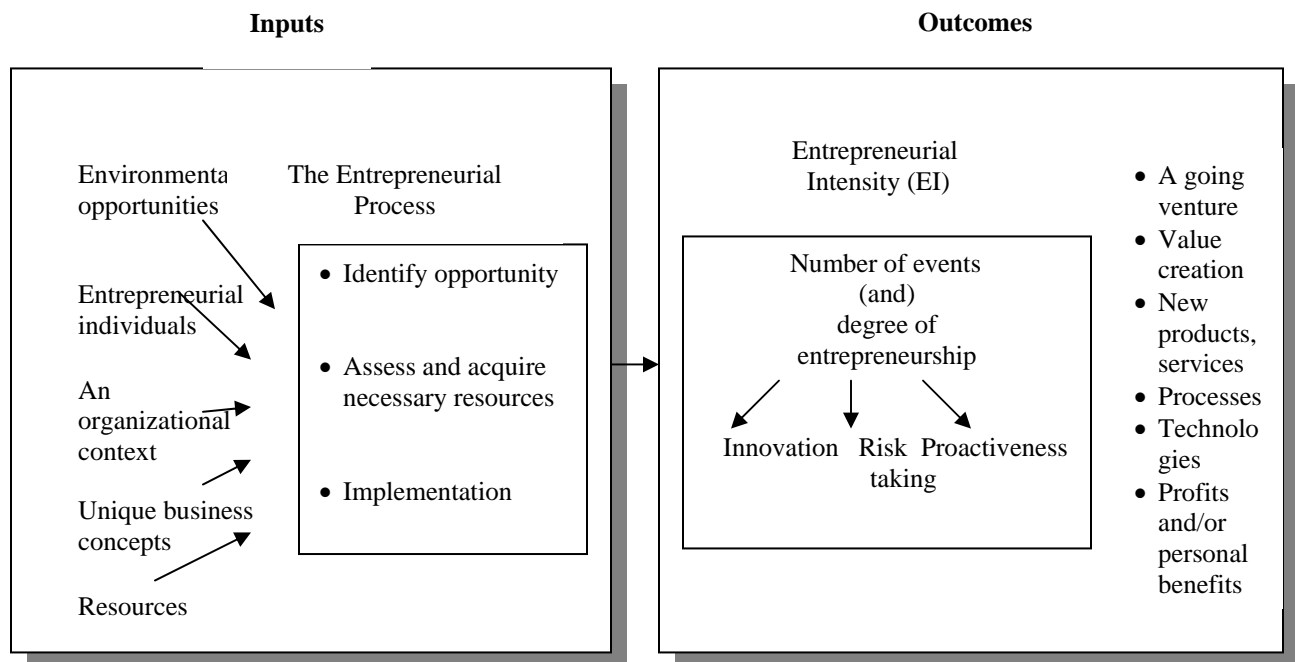 Inputs
Environmenta
opportunities
Entrepreneurial
individuals
An
organizational
context
Unique business
concepts
Resources
The Entrepreneurial
Process
• Identify opportunity
• Assess and acquire
necessary resources
• Implementation
Outcomes
Entrepreneurial
Intensity (EI)
Number of events
(and)
degree of
entrepreneurship
Innovation Risk Proactiveness
taking
• A going
venture
• Value
creation
• New
products,
services
• Processes
• Technolo
gies
• Profits
and/or
personal
benefits